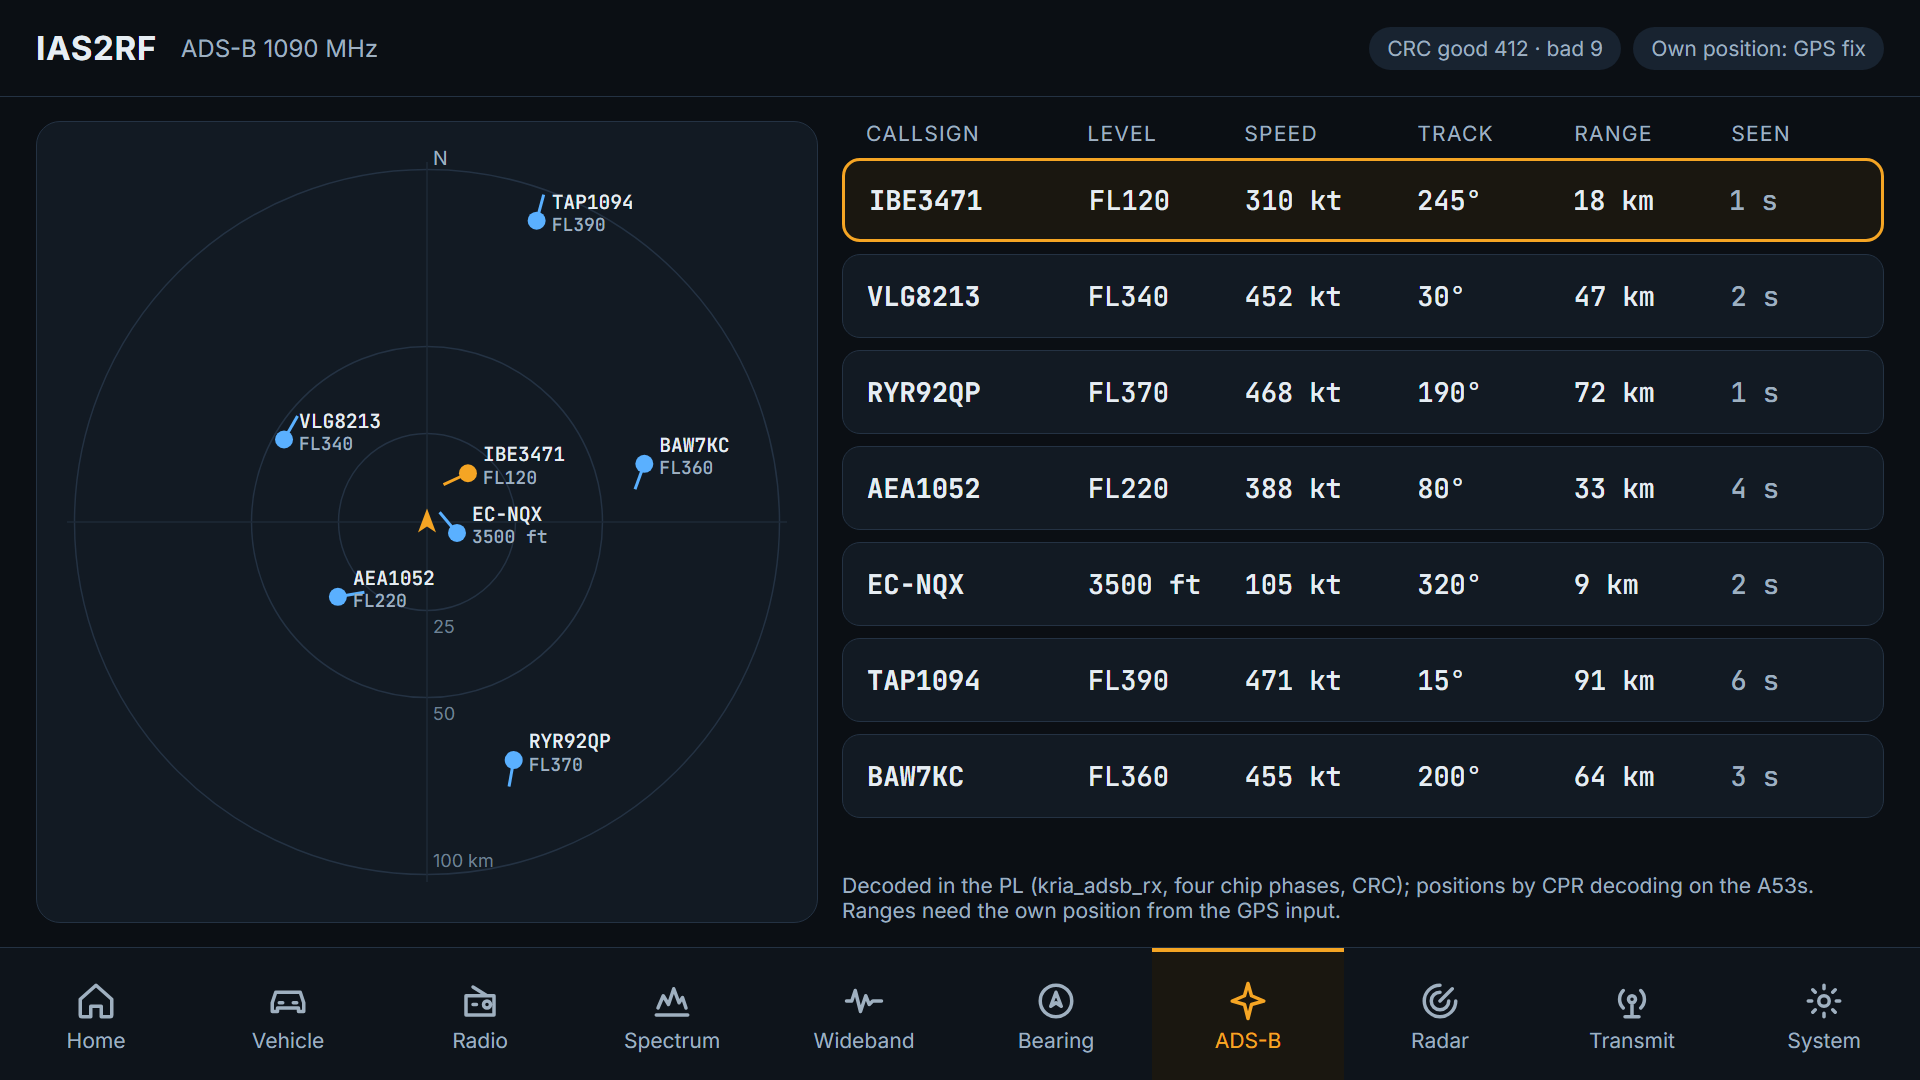 IAS2RF ADS-B 1090 MHz
CRC good 412 · bad 9
Own position: GPS fix
N
TAP1094
FL390
VLG8213
FL340
IBE3471
FL120
BAW7KC
FL360
EC-NQX
3500 ft
AEA1052
FL220
25
50
RYR92QP
FL370
100 km
CALLSIGN LEVEL SPEED TRACK RANGE SEEN
IBE3471 FL120 310 kt 245° 18 km 1 s
VLG8213 FL340 452 kt 30° 47 km 2 s
RYR92QP FL370 468 kt 190° 72 km 1 s
AEA1052 FL220 388 kt 80° 33 km 4 s
EC-NQX 3500 ft 105 kt 320° 9 km 2 s
TAP1094 FL390 471 kt 15° 91 km 6 s
BAW7KC FL360 455 kt 200° 64 km 3 s
Decoded in the PL (kria_adsb_rx, four chip phases, CRC); positions by CPR decoding on the A53s.
Ranges need the own position from the GPS input.
Home Vehicle Radio Spectrum Wideband Bearing ADS-B Radar Transmit System